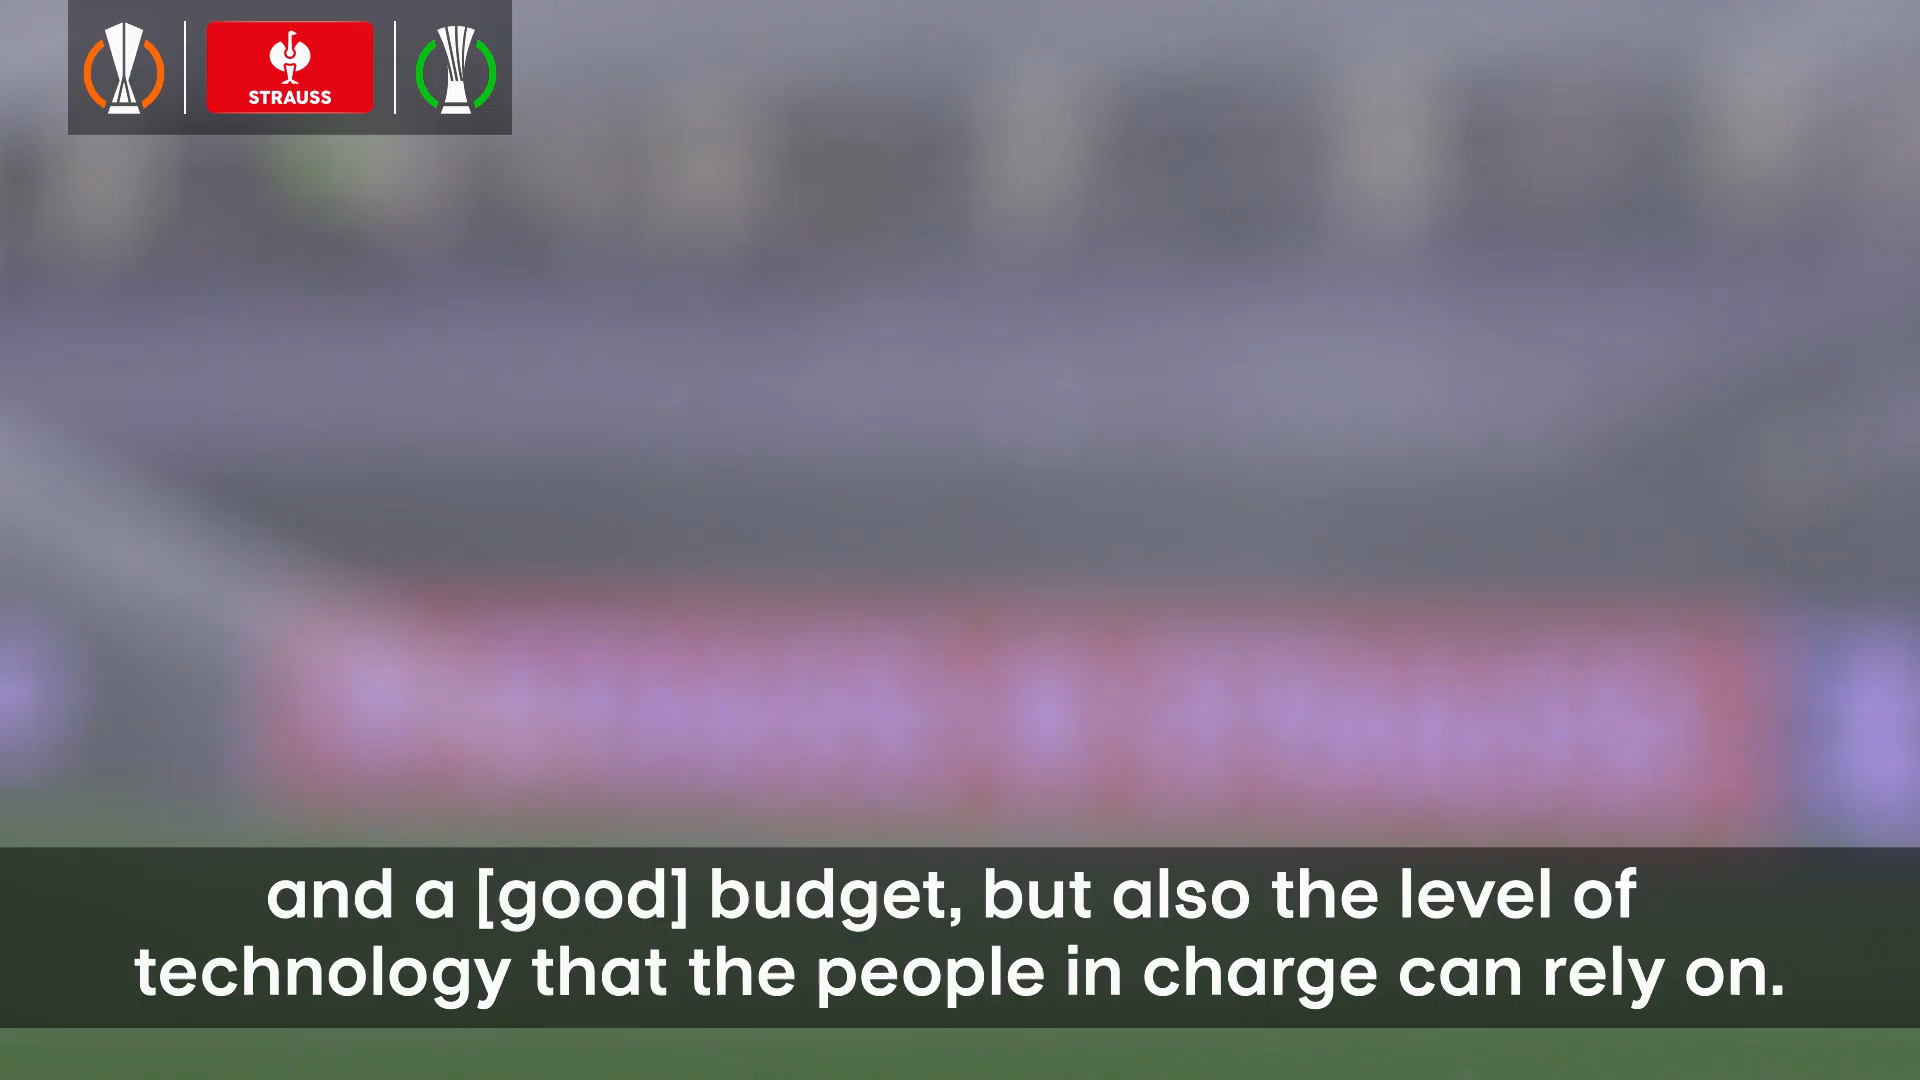 STRAUSS
and a [good] budget, but also the level of
technology that the people in charge can rely on.